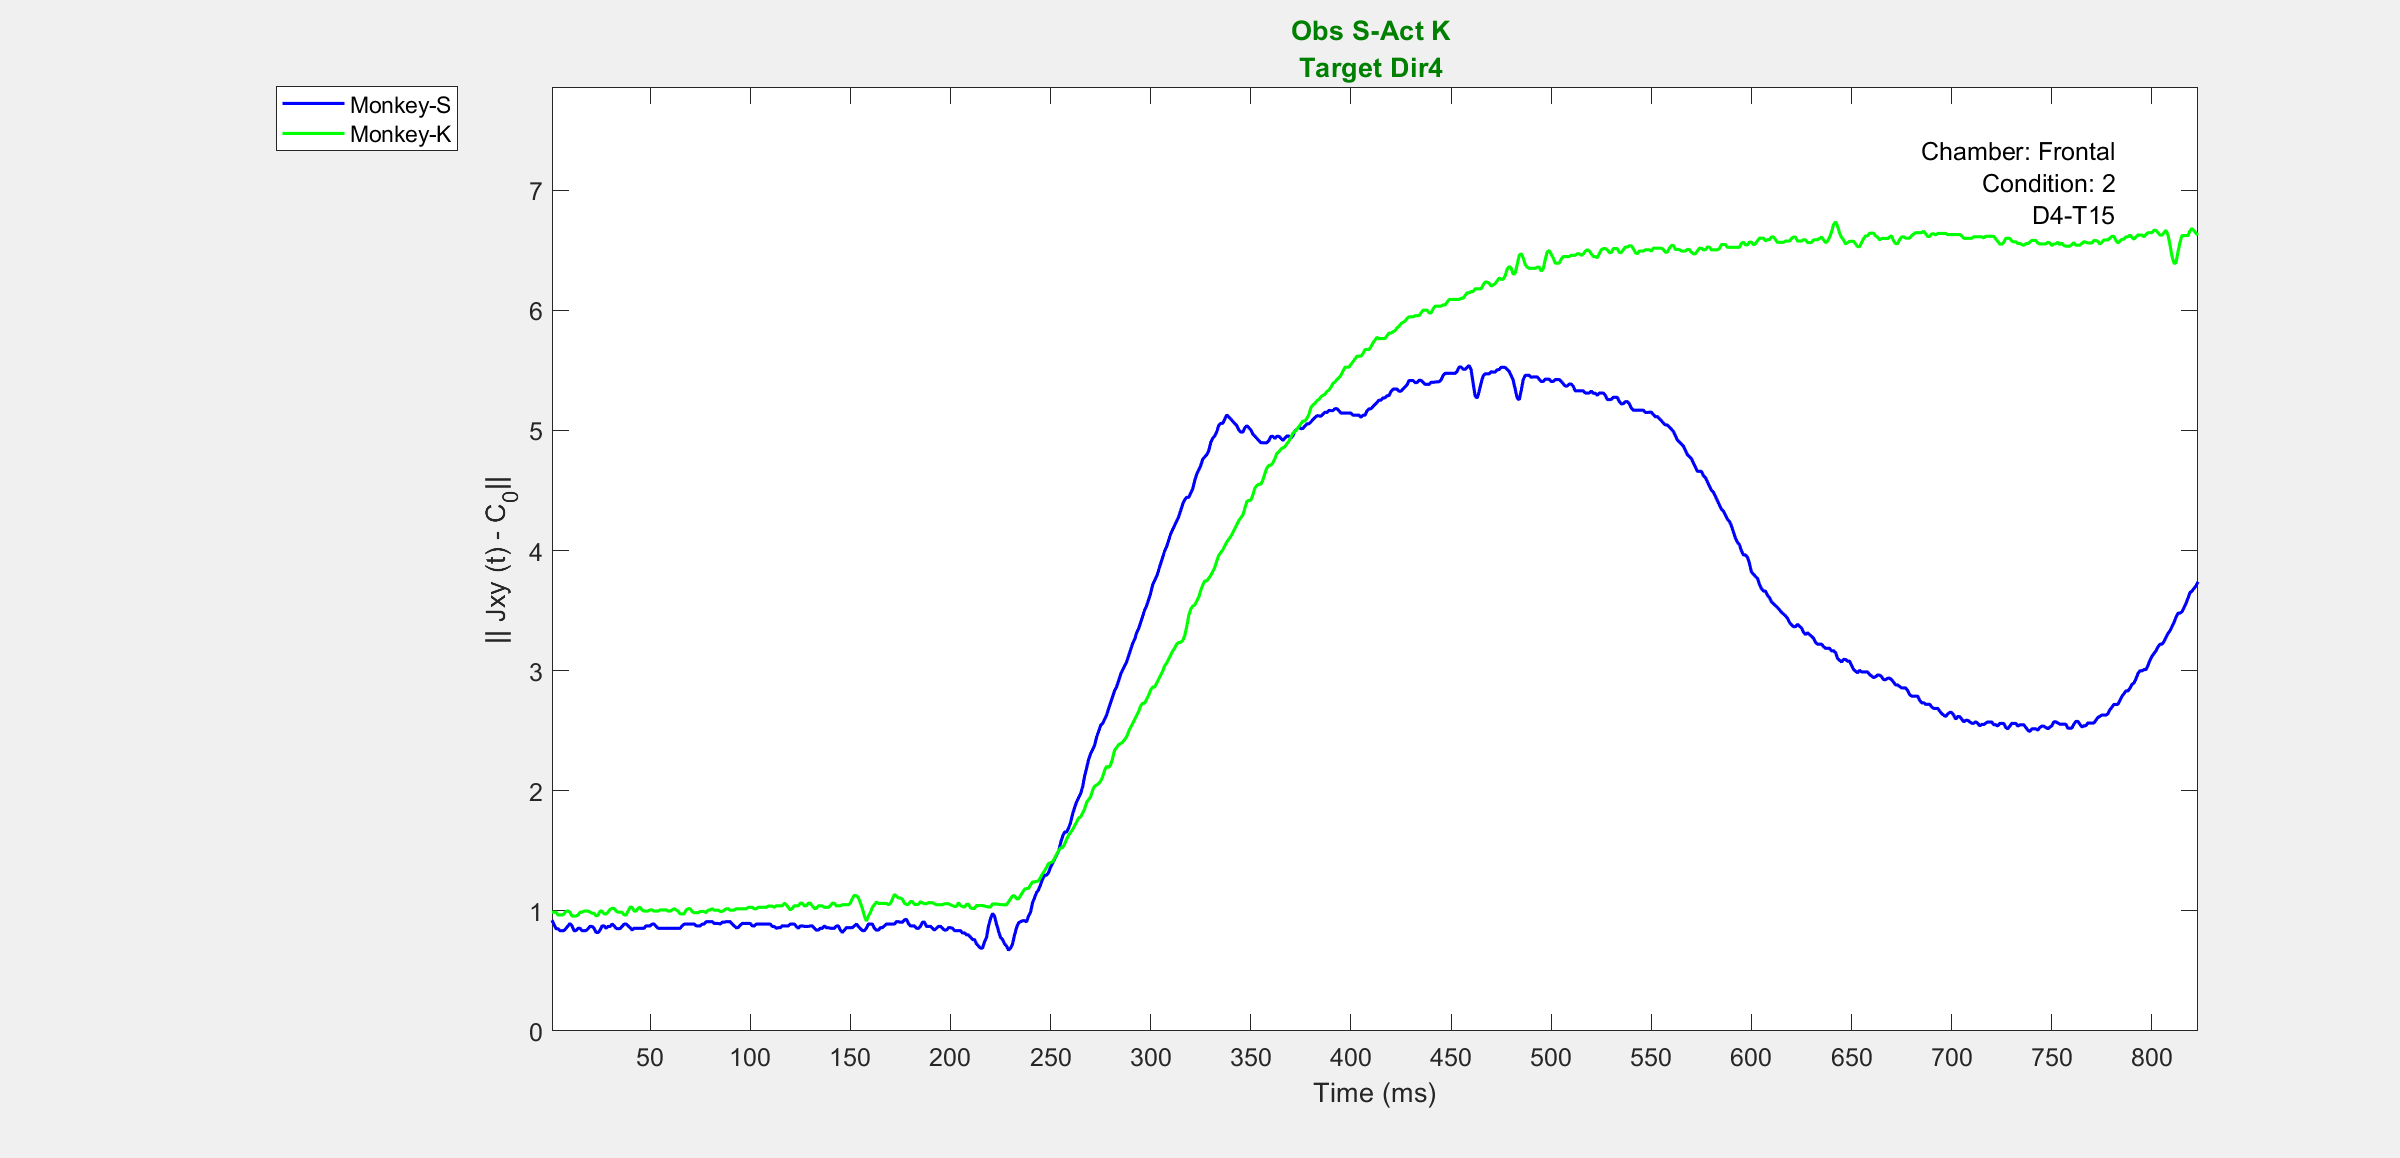 Obs S-Act K
Target Dir4
Monkey-S
Monkey-K
Chamber: Frontal
Condition: 2
D4-T15
7
6
5
4
3
2
1
0
|| Jxy (t) - C0||
50 100 150 200 250 300 350 400 450 500 550 600 650 700 750 800
Time (ms)